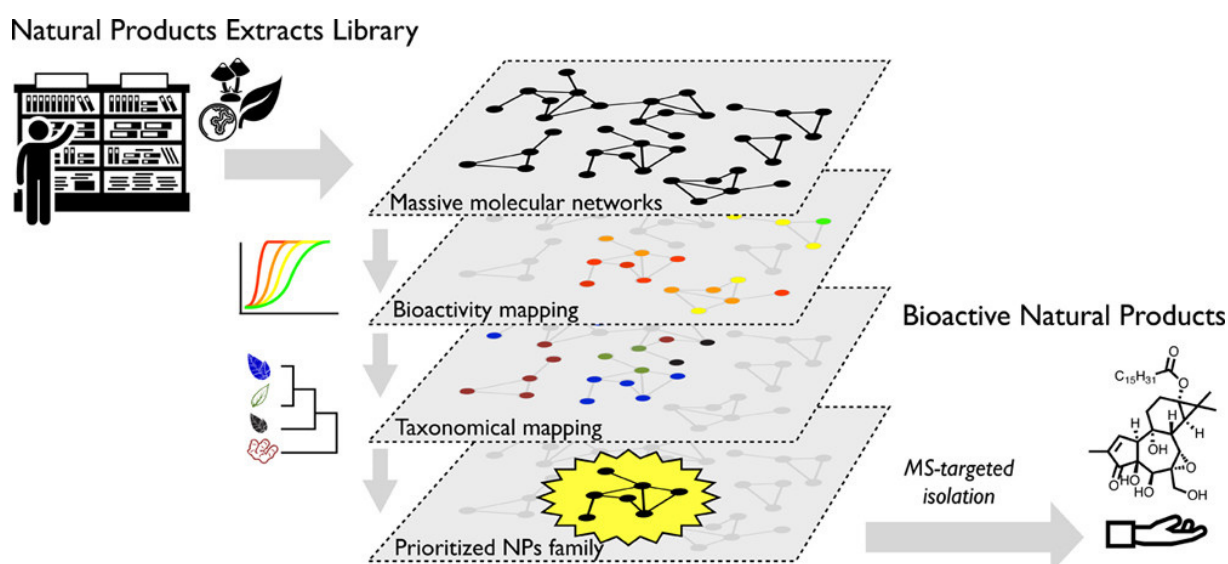 Natural Products Extracts Library
Massive molecular networks
Bioactivity mapping
Taxonomical mapping
Prioritized NPs family
MS-targeted
isolation
Bioactive Natural Products
O
C15H31
O
H
H
H
OH
O
O
HO
HO
OH